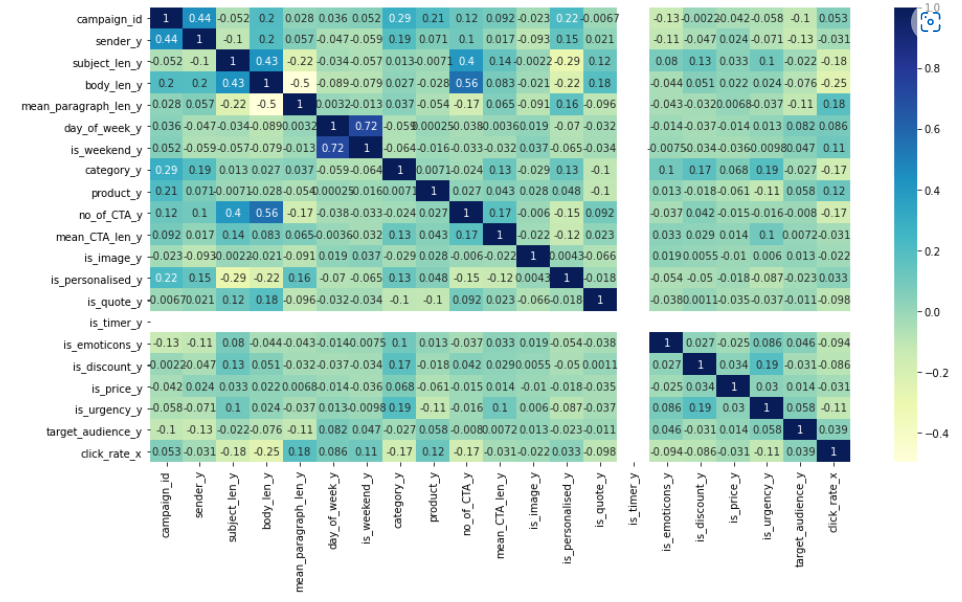 campaign_id 1 0.44 -0.052 0.2 0.028 0.036 0.052 0.29 0.21 0.12 0.092 -0.023 0.22 -0.0067 -0.13 -0.0022 -0.042 -0.058 -0.1 0.053
sender_y 0.44 1 -0.1 0.2 0.057 -0.047 -0.059 0.19 0.071 0.1 0.017 -0.093 0.15 0.021 -0.11 -0.047 0.024 -0.071 -0.13 -0.031
subject_len_y -0.052 -0.1 1 0.43 -0.22 -0.034 -0.057 0.013 -0.0071 0.4 0.14 -0.0022 -0.29 0.12 0.08 0.13 0.033 0.1 -0.022 -0.18
body_len_y 0.2 0.2 0.43 1 -0.5 -0.089 -0.079 0.027 -0.028 0.56 0.083 -0.021 -0.22 0.18 -0.044 0.051 0.022 0.024 -0.076 -0.25
mean_paragraph_len_y 0.028 0.057 -0.22 -0.5 1 0.0032 -0.013 0.037 -0.054 -0.17 0.065 -0.091 0.16 -0.096 -0.043 -0.032 0.0068 -0.037 -0.11 0.18
day_of_week_y 0.036 -0.047 -0.034 -0.089 0.0032 1 0.72 -0.059 0.00025 -0.038 -0.0036 0.019 -0.07 -0.032 -0.014 -0.037 -0.014 0.013 0.082 0.086
is_weekend_y 0.052 -0.059 -0.057 -0.079 -0.013 0.72 1 -0.064 -0.016 -0.033 -0.032 0.037 -0.065 -0.034 -0.0075 -0.034 -0.036 -0.0098 0.047 0.11
category_y 0.29 0.19 0.013 0.027 0.037 -0.059 -0.064 1 0.0071 -0.024 0.13 -0.029 0.13 -0.1 0.1 0.17 0.068 0.19 -0.027 -0.17
product_y 0.21 0.071 -0.0071 -0.028 -0.054 0.00025 -0.016 0.0071 1 0.027 0.043 0.028 0.048 -0.1 0.013 -0.018 -0.061 -0.11 0.058 0.12
no_of_CTA_y 0.12 0.1 0.4 0.56 -0.17 -0.038 -0.033 -0.024 0.027 1 0.17 -0.006 -0.15 0.092 -0.037 0.042 -0.015 -0.016 -0.008 -0.17
mean_CTA_len_y 0.092 0.017 0.14 0.083 0.065 -0.0036 -0.032 0.13 0.043 0.17 1 -0.022 -0.12 0.023 0.033 0.029 0.014 0.1 0.0072 -0.031
is_image_y -0.023 -0.093 0.0022 -0.021 -0.091 0.019 0.037 -0.029 0.028 -0.006 -0.022 1 0.0043 -0.066 0.019 0.0055 -0.01 0.006 0.013 -0.022
is_personalised_y 0.22 0.15 -0.29 -0.22 0.16 -0.07 -0.065 0.13 0.048 -0.15 -0.12 0.0043 1 -0.018 -0.054 -0.05 -0.018 -0.087 -0.023 0.033
is_quote_y -0.0067 0.021 0.12 0.18 -0.096 -0.032 -0.034 -0.1 -0.1 0.092 0.023 -0.066 -0.018 1 -0.038 0.0011 -0.035 -0.037 -0.011 -0.098
is_timer_y
is_emoticons_y -0.13 -0.11 0.08 -0.044 -0.043 -0.014 0.0075 0.1 0.013 -0.037 0.033 0.019 -0.054 -0.038 1 0.027 -0.025 0.086 0.046 -0.094
is_discount_y -0.0022 -0.047 0.13 0.051 -0.032 -0.037 -0.034 0.17 -0.018 0.042 0.029 0.0055 -0.05 0.0011 0.027 1 0.034 0.19 -0.031 -0.086
is_price_y -0.042 0.024 0.033 0.022 0.0068 -0.014 -0.036 0.068 -0.061 -0.015 0.014 -0.01 -0.018 -0.035 -0.025 0.034 1 0.03 0.014 -0.031
is_urgency_y -0.058 -0.071 0.1 0.024 -0.037 0.013 -0.0098 0.19 -0.11 -0.016 0.1 0.006 -0.087 -0.037 0.086 0.19 0.03 1 0.058 -0.11
target_audience_y -0.1 -0.13 -0.022 -0.076 -0.11 0.082 0.047 -0.027 0.058 -0.008 0.0072 0.013 -0.023 -0.011 0.046 -0.031 0.014 0.058 1 0.039
click_rate_x 0.053 -0.031 -0.18 -0.25 0.18 0.086 0.11 -0.17 0.12 -0.17 -0.031 -0.022 0.033 -0.098 -0.094 -0.086 -0.031 -0.11 0.039 1
campaign_id
sender_y
subject_len_y
body_len_y
mean_paragraph_len_y
day_of_week_y
is_weekend_y
category_y
product_y
no_of_CTA_y
mean_CTA_len_y
is_image_y
is_personalised_y
is_quote_y
is_timer_y
is_emoticons_y
is_discount_y
is_price_y
is_urgency_y
target_audience_y
click_rate_x
1.0
0.8
0.6
0.4
0.2
0.0
−0.2
−0.4